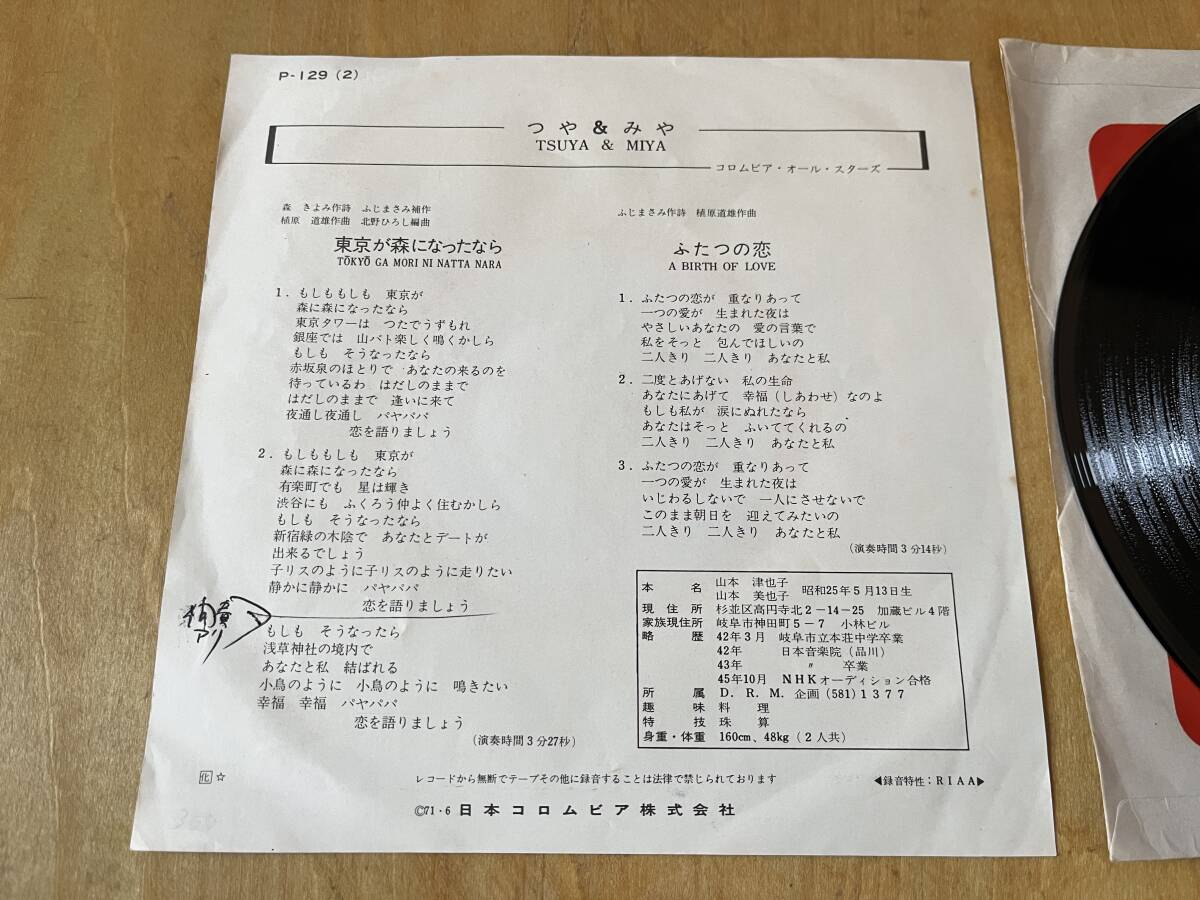 P-129 (2)
つや&みや
TSUYA & MIYA
コロムビア・オール・スターズ
森 きよみ作詩 ふじまさみ補作
植原 道雄作曲 北野ひろし編曲
東京が森になったなら
TŌKYŌ GA MORI NI NATTA NARA
1. もしももしも 東京が
森に森になったなら
東京タワーは つたでうずもれ
銀座では 山バト楽しく鳴くかしら
もしも そうなったなら
赤坂泉のほとりで あなたの来るのを
待っているわ はだしのままで
はだしのままで 逢いに来て
夜通し夜通し パヤパパ
恋を語りましょう
2. もしももしも 東京が
森に森になったなら
有楽町でも 星は輝き
渋谷にも ふくろう仲よく住むかしら
もしも そうなったなら
新宿緑の木陰で あなたとデートが
出来るでしょう
子リスのように子リスのように走りたい
静かに静かに パヤパパ
恋を語りましょう
もしも そうなったら
浅草神社の境内で
あなたと私 結ばれる
小鳥のように 小鳥のように 鳴きたい
幸福 幸福 パヤパパ
恋を語りましょう
(演奏時間3分27秒)
ふじまさみ作詩 植原道雄作曲
ふたつの恋
A BIRTH OF LOVE
1. ふたつの恋が 重なりあって
一つの愛が 生まれた夜は
やさしいあなたの 愛の言葉で
私をそっと 包んでほしいの
二人きり 二人きり あなたと私
2. 二度とあげない 私の生命
あなたにあげて 幸福(しあわせ)なのよ
もしも私が 涙にぬれたなら
あなたはそっと ふいててくれるの
二人きり 二人きり あなたと私
3. ふたつの恋が 重なりあって
一つの愛が 生まれた夜は
いじわるしないで 一人にさせないで
このまま朝日を 迎えてみたいの
二人きり 二人きり あなたと私
(演奏時間3分14秒)
本名 山本 津也子
山本 美也子 昭和25年5月13日生
現住所 杉並区高円寺北2-14-25 加蔵ビル4階
家族現住所 岐阜市神田町5-7 小林ビル
略歴 42年3月 岐阜市立本荘中学卒業
42年 日本音楽院(品川)
43年 〃 卒業
45年10月 NHKオーディション合格
所属 D.R.M.企画(581)1377
趣味 料理
特技 珠算
身重・体重 160cm、48kg(2人共)
化 ☆
レコードから無断でテープその他に録音することは法律で禁じられております
◀録音特性:RIAA▶
©71・6 日本コロムビア株式会社
360